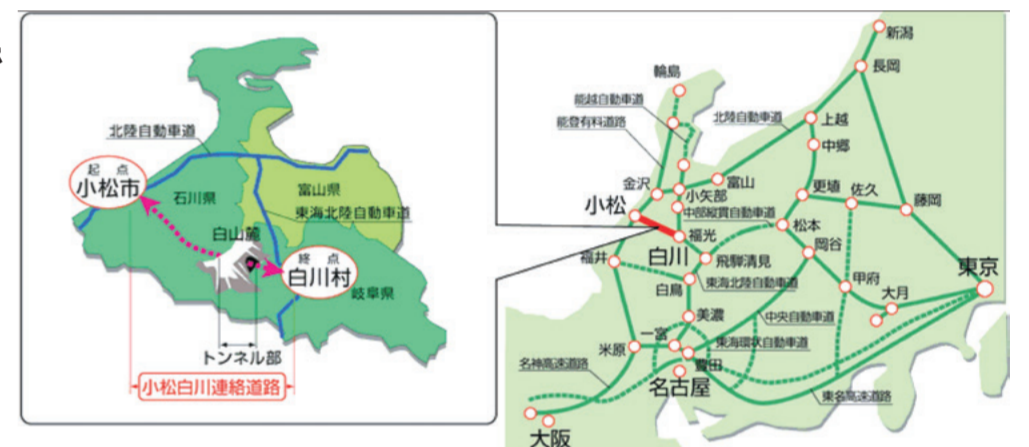 北陸自動車道
起点
小松市
石川県
富山県
東海北陸自動車道
白山麓
終点
白川村
岐阜県
トンネル部
小松白川連絡道路
新潟
長岡
輪島
能越自動車道
能登有料道路
北陸自動車道
上越
中郷
金沢
富山
小矢部
更埴
佐久
藤岡
小松
中部縦貫自動車道
松本
福光
白川
岡谷
福井
飛騨清見
東海北陸自動車道
白鳥
甲府
東京
大月
美濃
中央自動車道
一宮
東海環状自動車道
米原
豊田
名神高速道路
名古屋
東名高速道路
大阪